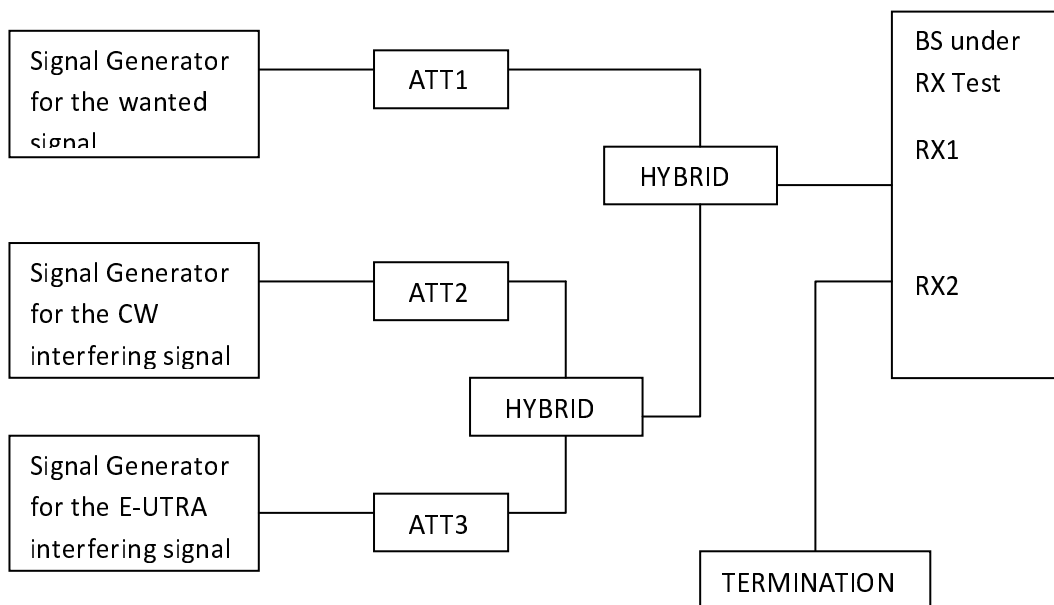 Signal Generator
for the wanted
signal
ATT1
HYBRID
BS under
RX Test
RX1
RX2
Signal Generator
for the CW
interfering signal
ATT2
HYBRID
Signal Generator
for the E-UTRA
interfering signal
ATT3
TERMINATION